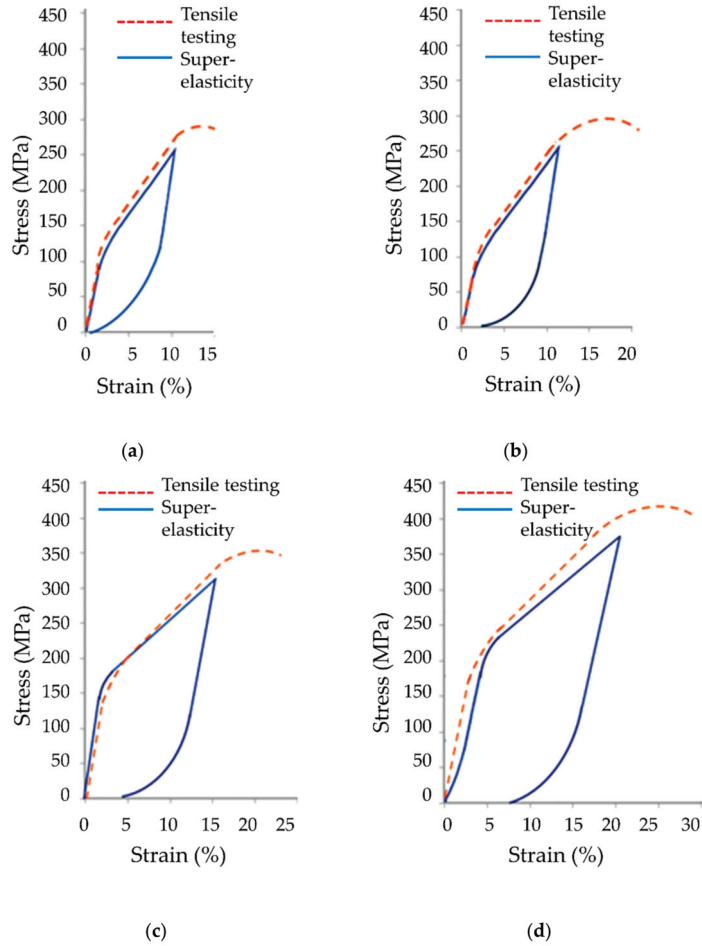 450
400
350
300
250
200
150
100
50
0
Stress (MPa)
Tensile
testing
Super-
elasticity
0 5 10 15
Strain (%)
(a)
450
400
350
300
250
200
150
100
50
0
Stress (MPa)
Tensile
testing
Super-
elasticity
0 5 10 15 20
Strain (%)
(b)
450
400
350
300
250
200
150
100
50
0
Stress (MPa)
Tensile testing
Super-
elasticity
0 5 10 15 20 25
Strain (%)
(c)
450
400
350
300
250
200
150
100
50
0
Stress (MPa)
Tensile testing
Super-
elasticity
0 5 10 15 20 25 30
Strain (%)
(d)